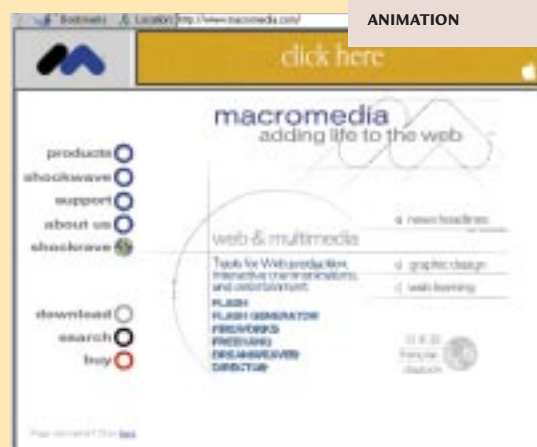 ANIMATION
Bookmarks Location: http://www.macromedia.com/
click here
macromedia
adding life to the web
products
shockwave
support
about us
shockrave
download
search
buy
web & multimedia
Tools for Web production,
interactive
and entertainment.
FLASH
FLASH GENERATOR
FIREWORKS
FREEHAND
DREAMWEAVER
DIRECTOR
news headlines
graphic design
web learning
français
deutsch
here